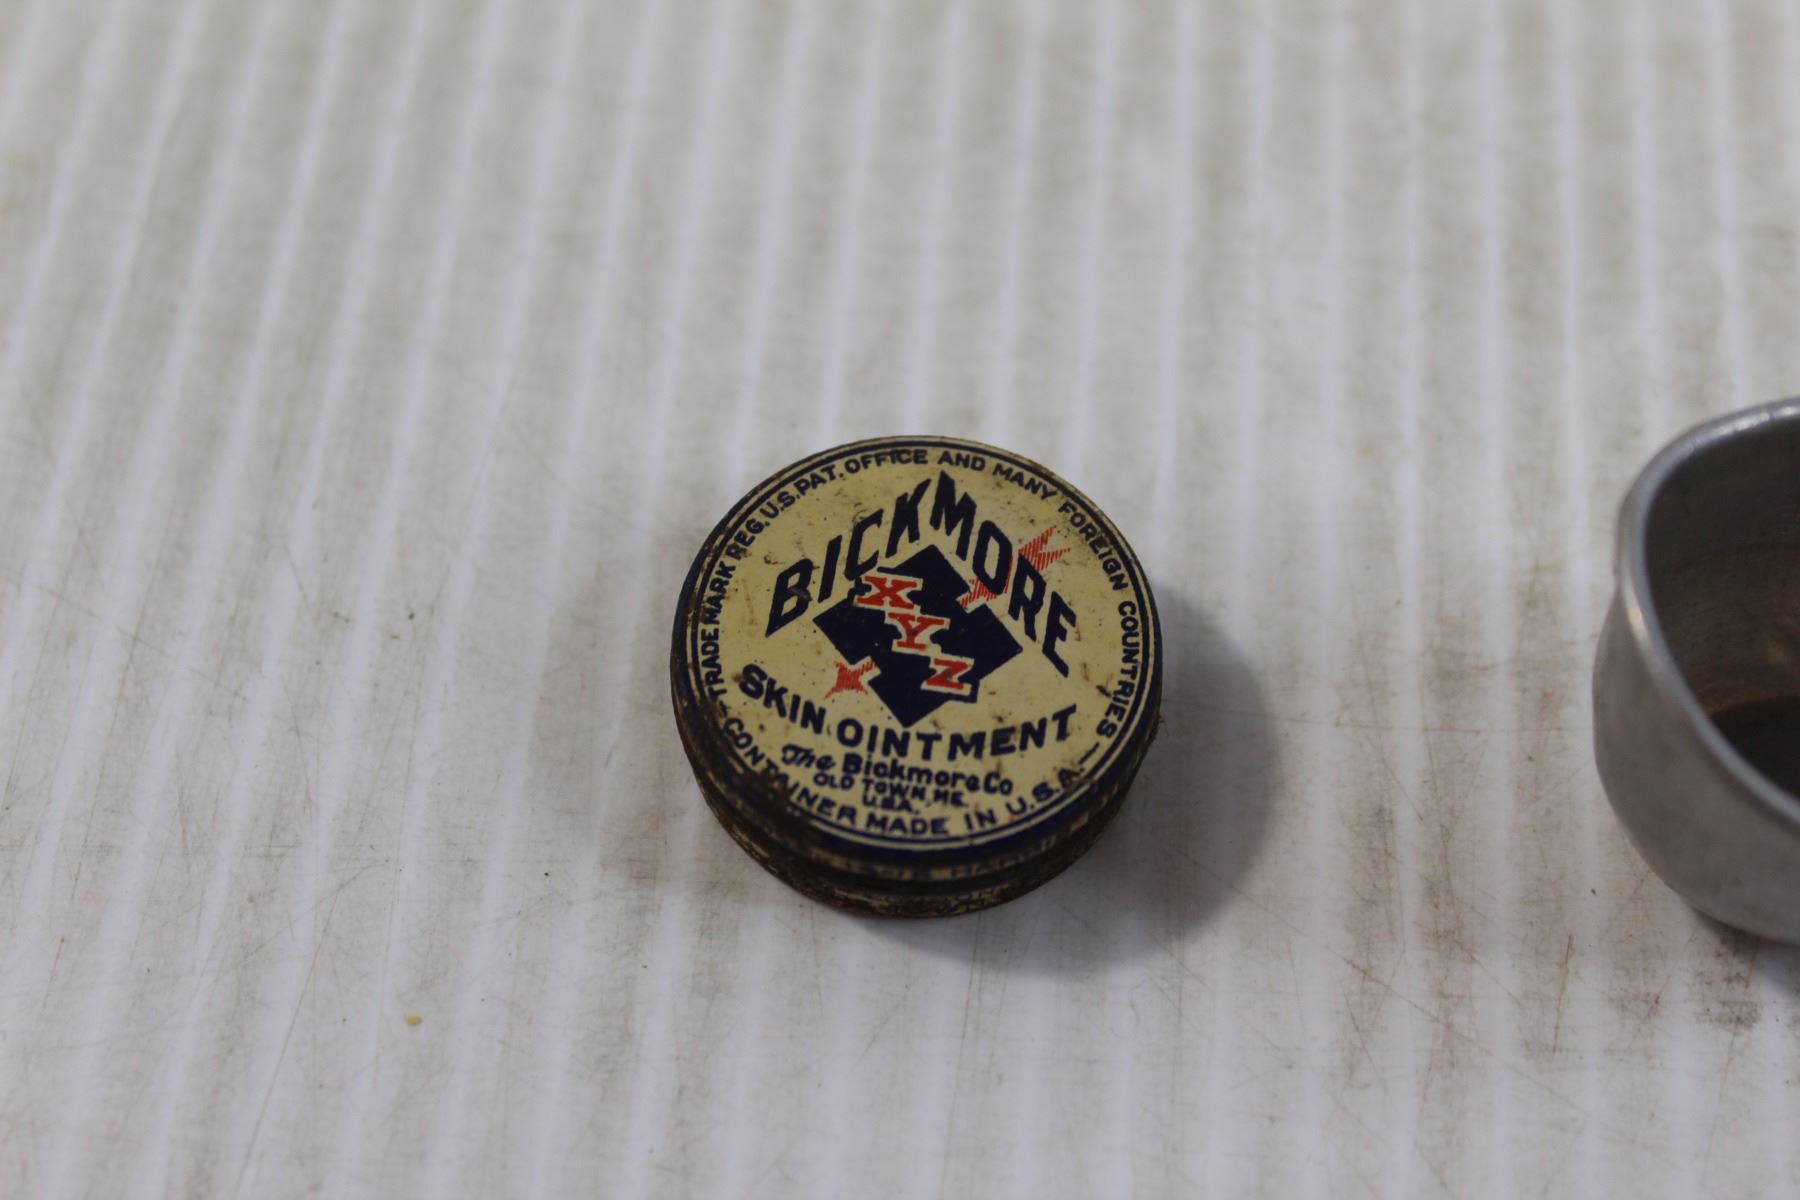 TRADE MARK REG. U.S. PAT. OFFICE AND MANY FOREIGN COUNTRIES
BICKMORE
X
Y
Z
SKIN OINTMENT
The Bickmore Co
OLD TOWN, ME.
U.S.A.
CONTAINER MADE IN U.S.A.